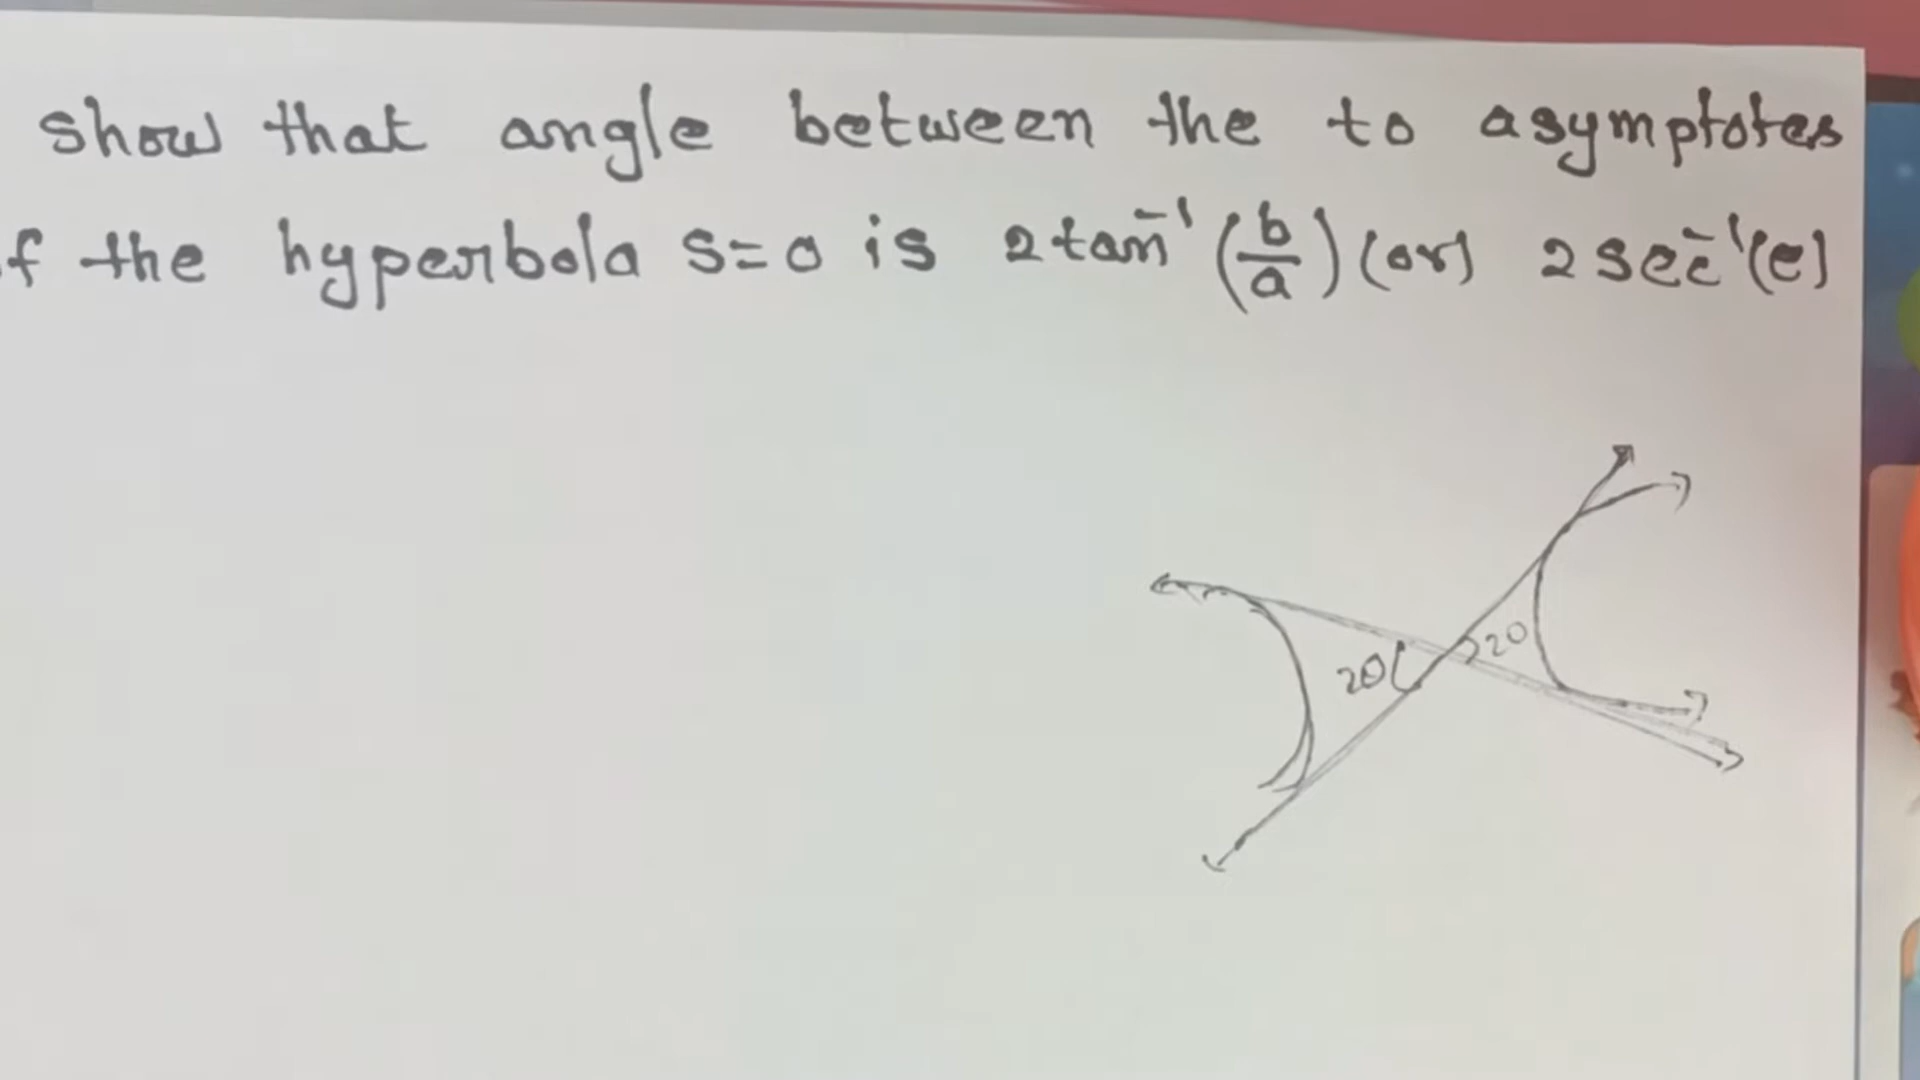 show that angle between the to asymptotes
f the hyperbola S=0 is 2tan⁻¹(b/a) (or) 2sec⁻¹(e)
2θ
2θ